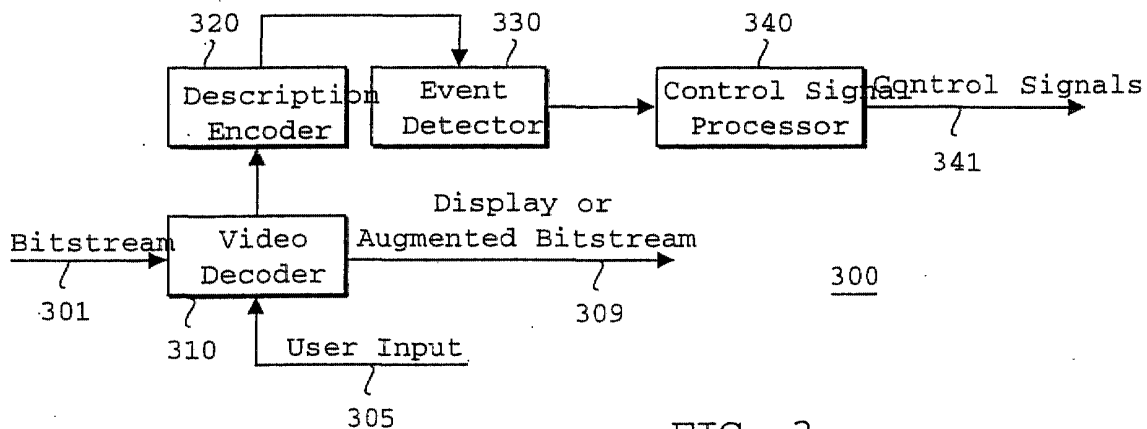 320
330
340
Description
Encoder
Event
Detector
Control Signal
Processor
Control Signals
341
Bitstream
301
Video
Decoder
310
Display or
Augmented Bitstream
309
300
User Input
305
FIG.